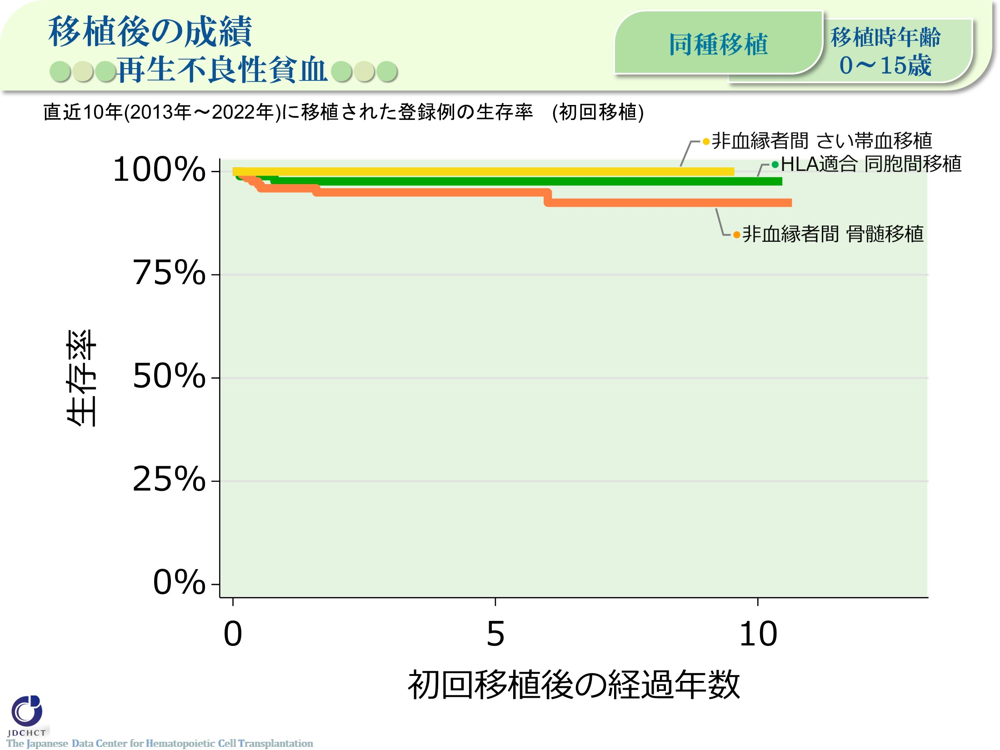 移植後の成績
再生不良性貧血
同種移植
移植時年齢
0～15歳
直近10年(2013年～2022年)に移植された登録例の生存率　(初回移植)
非血縁者間 さい帯血移植
HLA適合 同胞間移植
非血縁者間 骨髄移植
100%
75%
50%
25%
0%
生存率
0
5
10
初回移植後の経過年数
JDCHCT
The Japanese Data Center for Hematopoietic Cell Transplantation